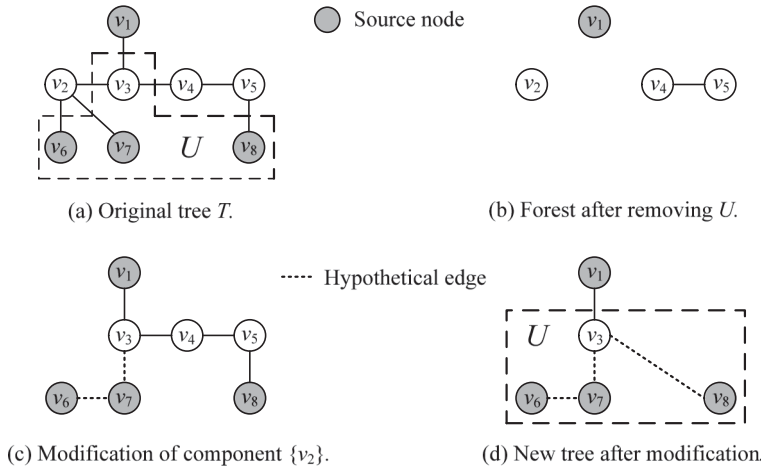 v1
Source node
v1
v2
v3
v4
v5
v2
v4
v5
v6
v7
U
v8
(a) Original tree T.
(b) Forest after removing U.
v1
Hypothetical edge
v1
v3
v4
v5
U
v3
v6
v7
v8
v6
v7
v8
(c) Modification of component {v2}.
(d) New tree after modification.